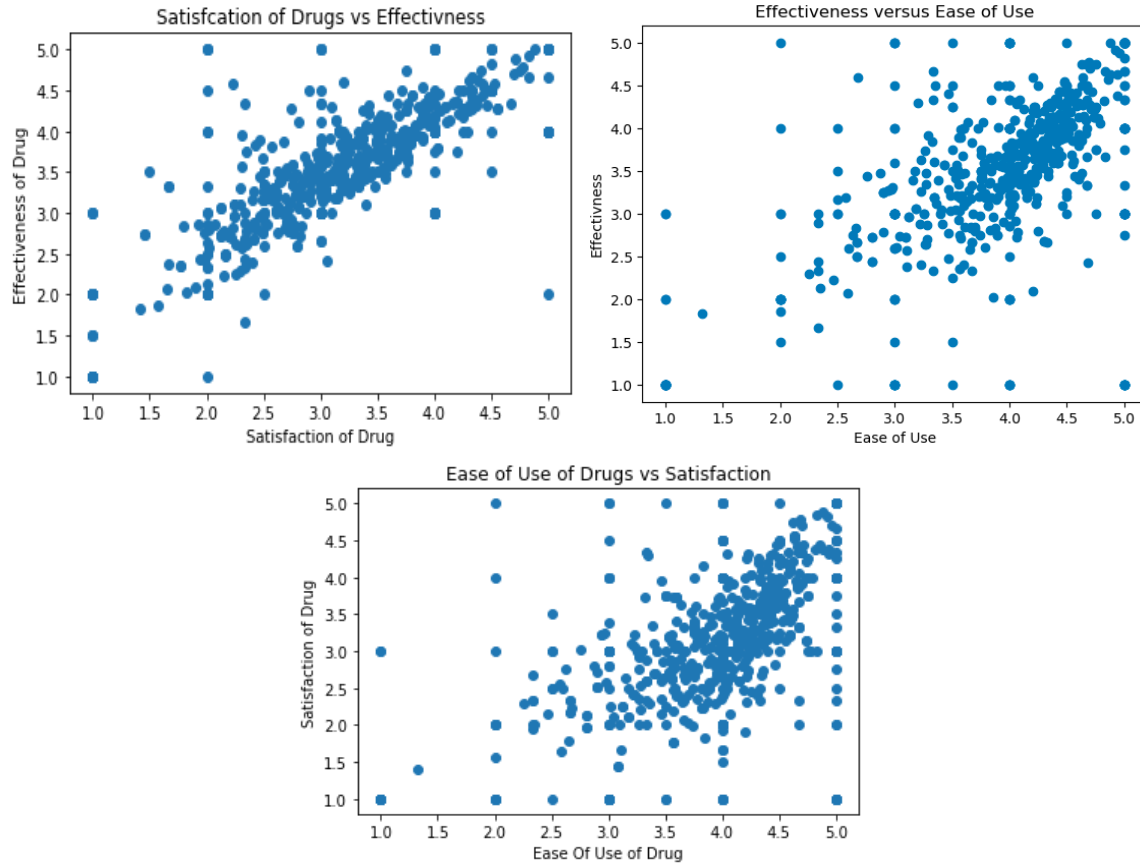 Satisfcation of Drugs vs Effectivness
5.0
4.5
4.0
3.5
3.0
2.5
2.0
1.5
1.0
Effectiveness of Drug
1.0 1.5 2.0 2.5 3.0 3.5 4.0 4.5 5.0
Satisfaction of Drug
Effectiveness versus Ease of Use
5.0
4.5
4.0
3.5
3.0
2.5
2.0
1.5
1.0
Effectivness
1.0 1.5 2.0 2.5 3.0 3.5 4.0 4.5 5.0
Ease of Use
Ease of Use of Drugs vs Satisfaction
5.0
4.5
4.0
3.5
3.0
2.5
2.0
1.5
1.0
Satisfaction of Drug
1.0 1.5 2.0 2.5 3.0 3.5 4.0 4.5 5.0
Ease Of Use of Drug